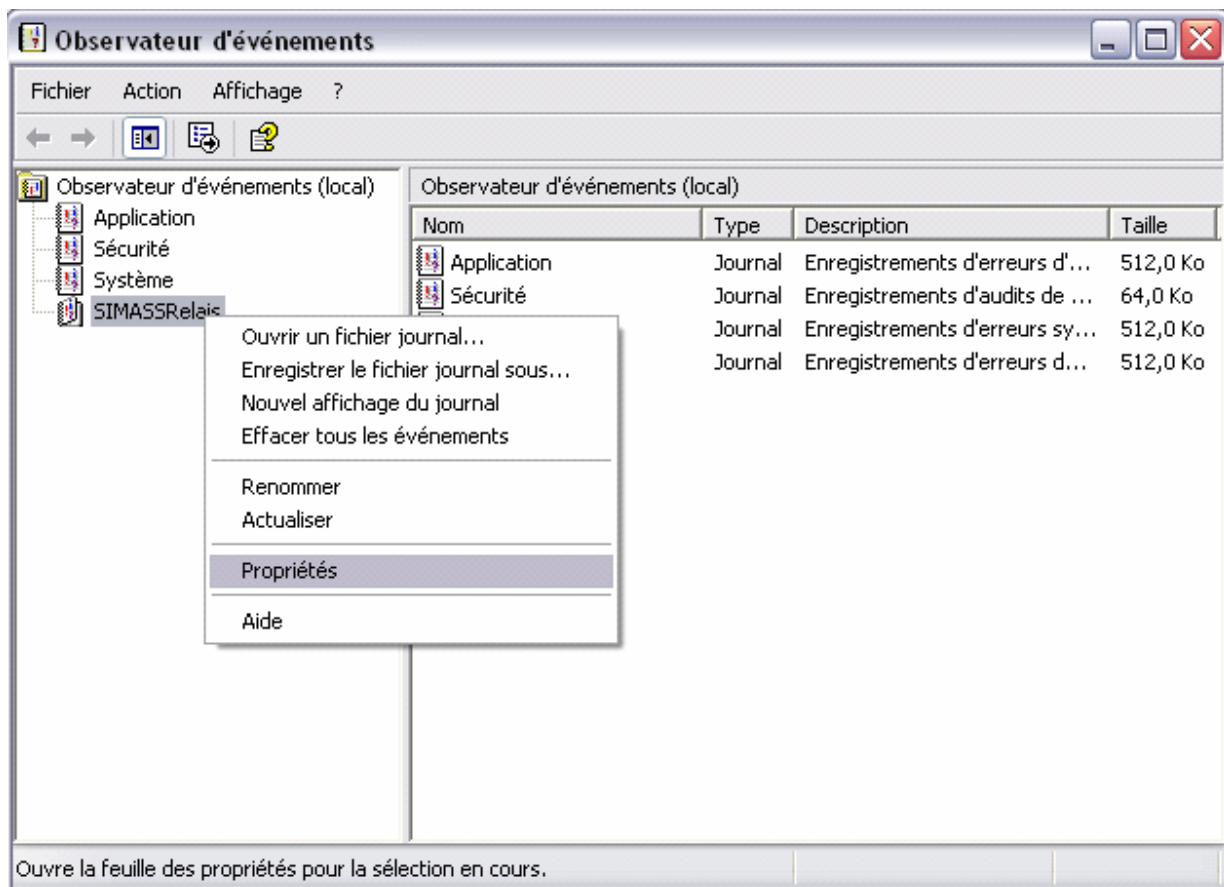 Observateur d'événements
Fichier Action Affichage ?
Observateur d'événements (local)
Application
Sécurité
Système
SIMASSRelais
Observateur d'événements (local)
Nom Type Description Taille
Application Journal Enregistrements d'erreurs d'... 512,0 Ko
Sécurité Journal Enregistrements d'audits de ... 64,0 Ko
Journal Enregistrements d'erreurs sy... 512,0 Ko
Journal Enregistrements d'erreurs d... 512,0 Ko
Ouvrir un fichier journal...
Enregistrer le fichier journal sous...
Nouvel affichage du journal
Effacer tous les événements
Renommer
Actualiser
Propriétés
Aide
Ouvre la feuille des propriétés pour la sélection en cours.